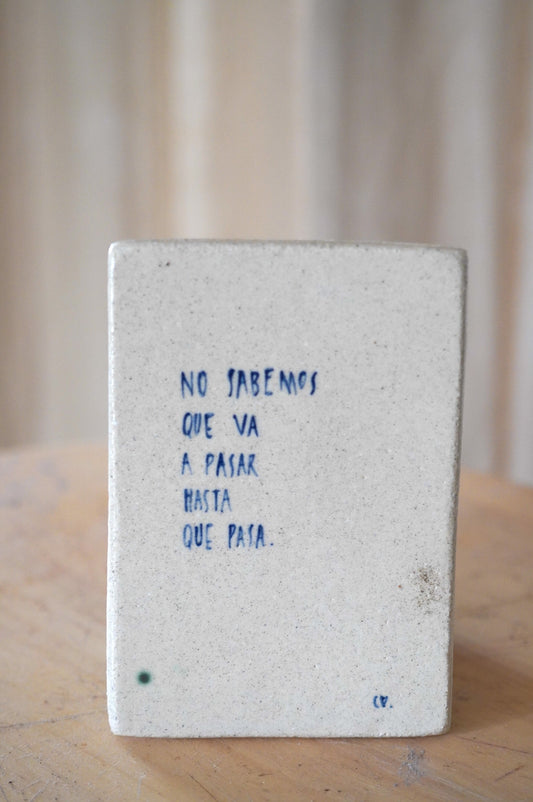 NO SABEMOS
QUE VA
A PASAR
HASTA
QUE PASA.
CV.